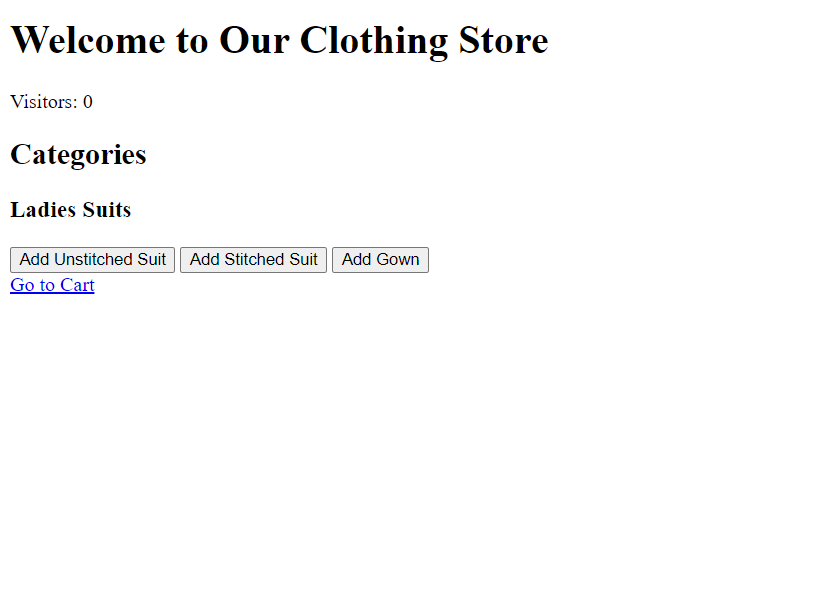 Welcome to Our Clothing Store
Visitors: 0
Categories
Ladies Suits
Add Unstitched Suit Add Stitched Suit Add Gown
Go to Cart